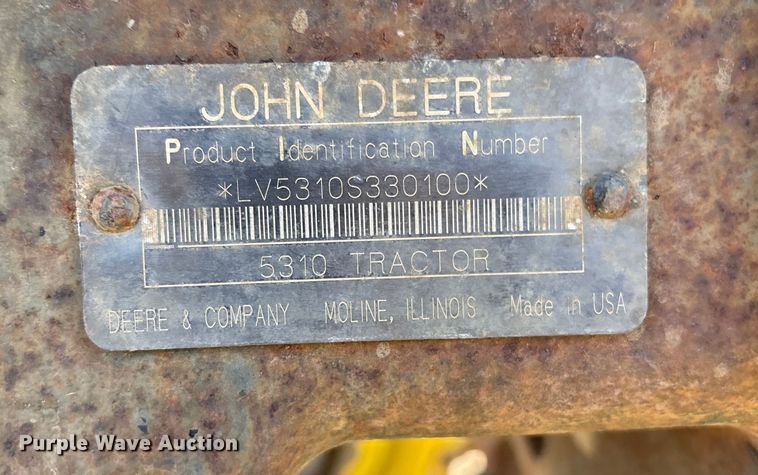 JOHN DEERE
Product Identification Number
*LV5310S330100*
5310 TRACTOR
DEERE & COMPANY MOLINE, ILLINOIS Made in USA
Purple Wave Auction